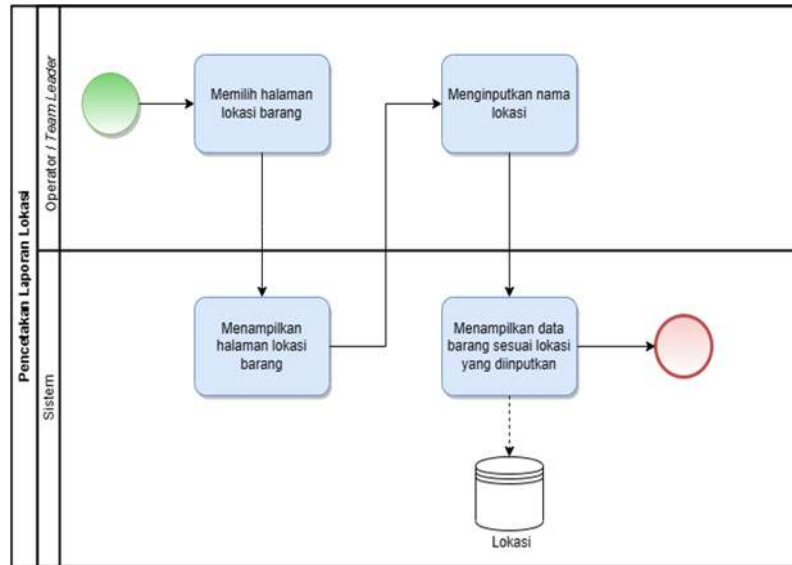 Pencetakan Laporan Lokasi
Operator / Team Leader
Memilih halaman
lokasi barang
Menginputkan nama
lokasi
Sistem
Menampilkan
halaman lokasi
barang
Menampilkan data
barang sesuai lokasi
yang diinputkan
Lokasi